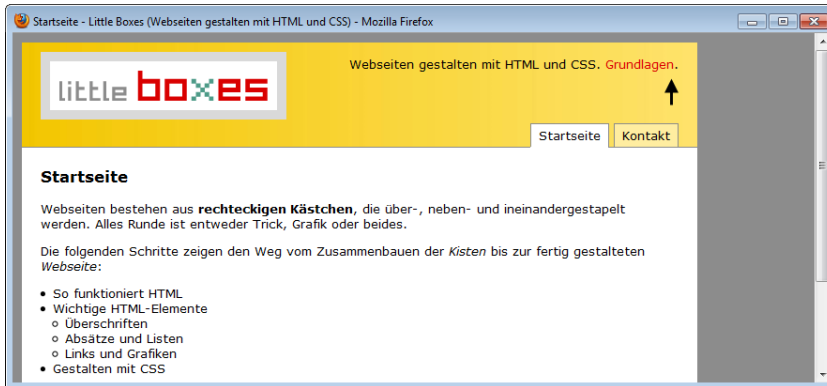 Startseite - Little Boxes (Webseiten gestalten mit HTML und CSS) - Mozilla Firefox
little boxes
Webseiten gestalten mit HTML und CSS. Grundlagen.
Startseite Kontakt
Startseite
Webseiten bestehen aus rechteckigen Kästchen, die über-, neben- und ineinandergestapelt
werden. Alles Runde ist entweder Trick, Grafik oder beides.
Die folgenden Schritte zeigen den Weg vom Zusammenbauen der Kisten bis zur fertig gestalteten
Webseite:
• So funktioniert HTML
• Wichtige HTML-Elemente
o Überschriften
o Absätze und Listen
o Links und Grafiken
• Gestalten mit CSS